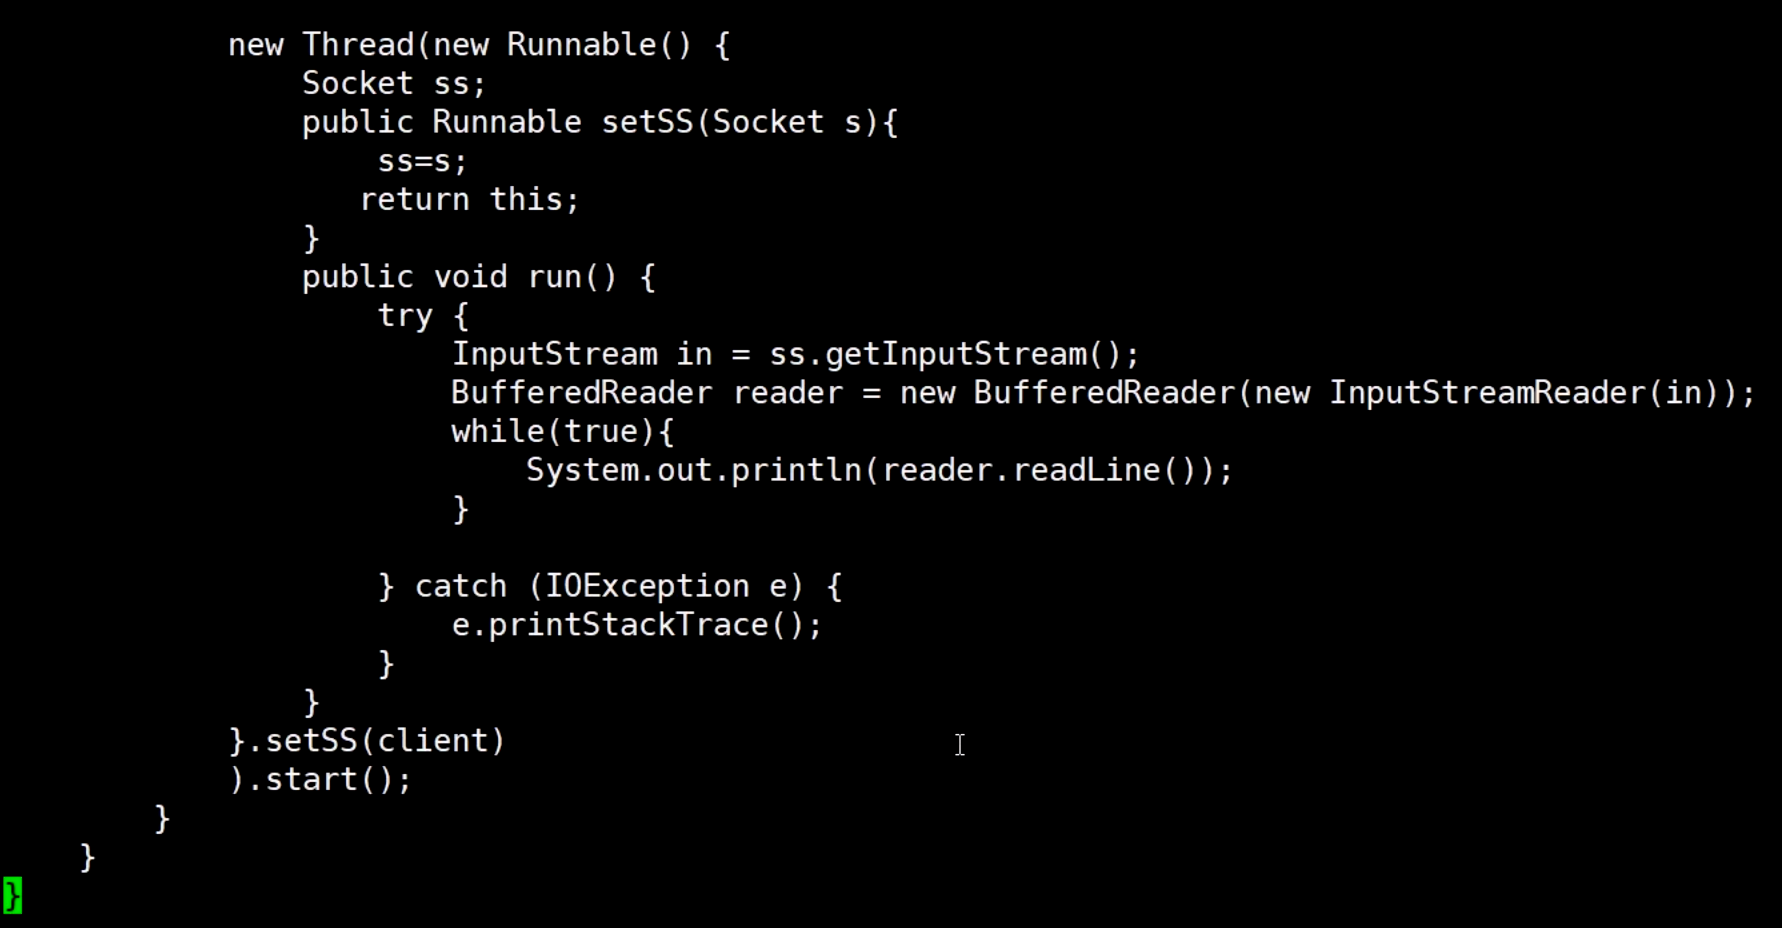 new Thread(new Runnable() {
Socket ss;
public Runnable setSS(Socket s){
ss=s;
return this;
}
public void run() {
try {
InputStream in = ss.getInputStream();
BufferedReader reader = new BufferedReader(new InputStreamReader(in));
while(true){
System.out.println(reader.readLine());
}
} catch (IOException e) {
e.printStackTrace();
}
}
}.setSS(client)
).start();
}
}
}